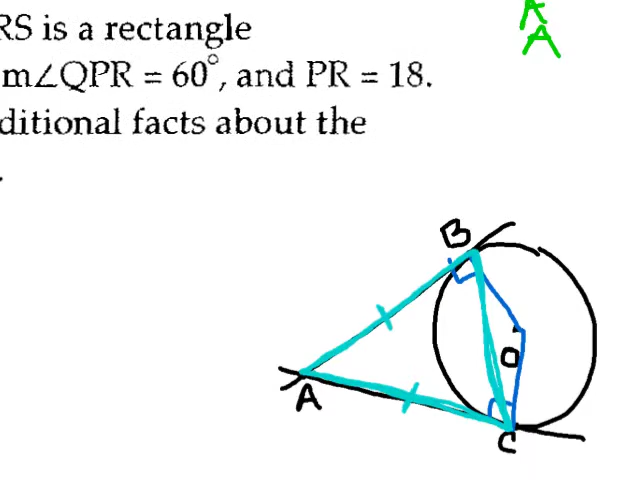 RS is a rectangle
m∠QPR = 60°, and PR = 18.
ditional facts about the
A
B
O
A
C